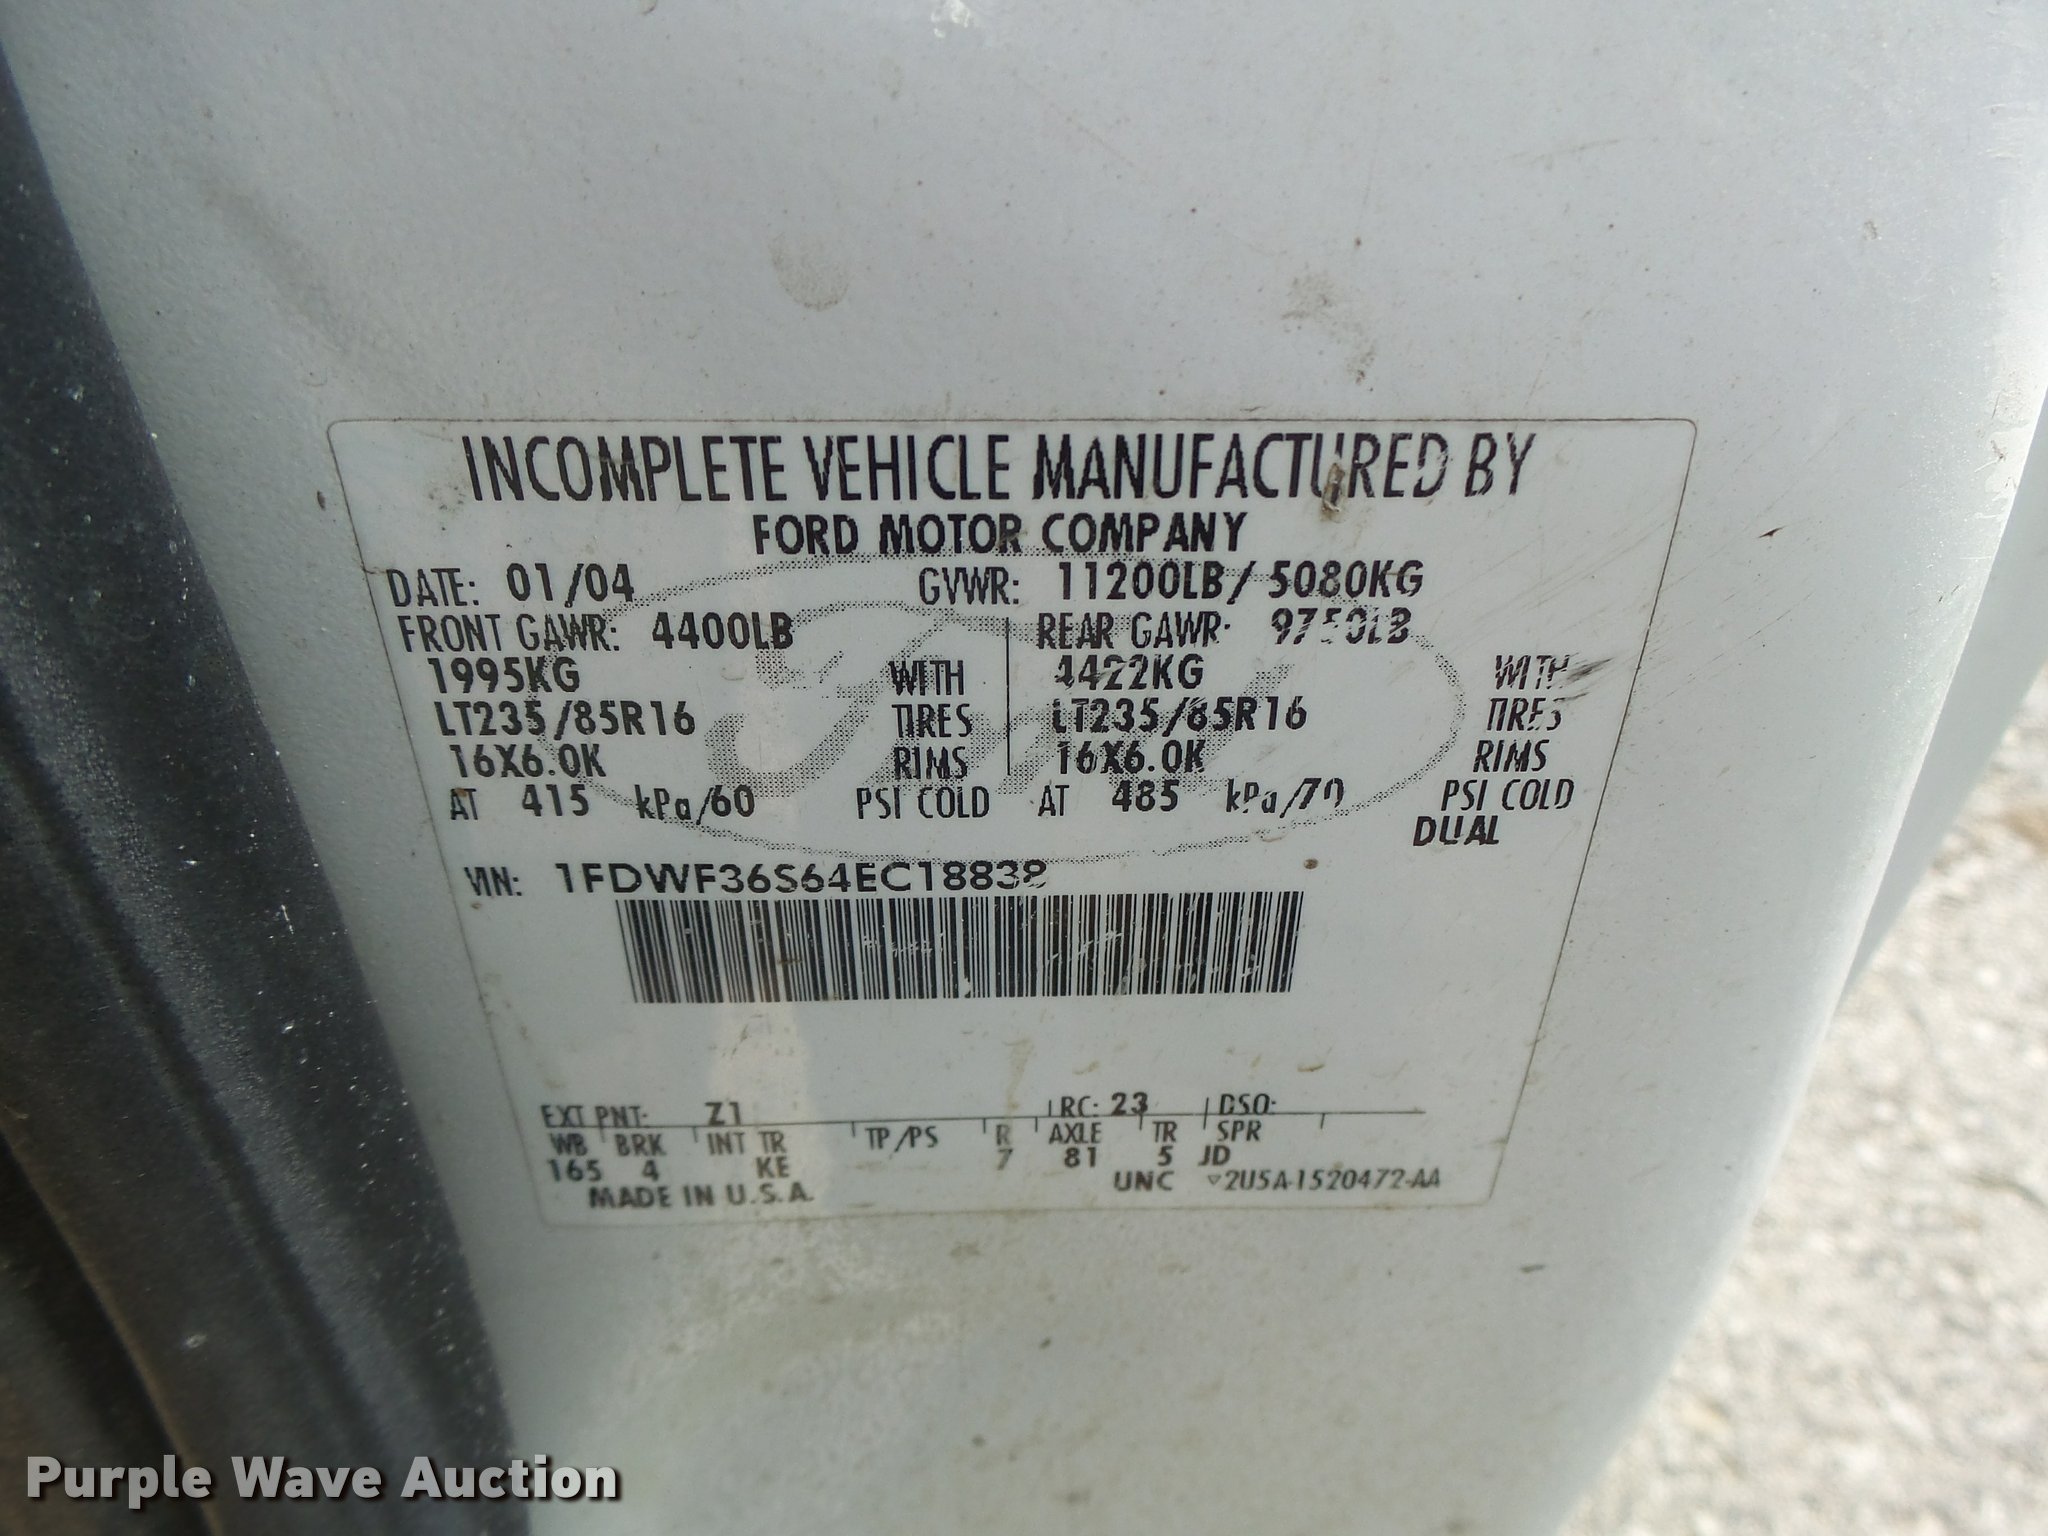 INCOMPLETE VEHICLE MANUFACTURED BY
FORD MOTOR COMPANY
DATE: 01/04 GVWR: 11200LB/ 5080KG
FRONT GAWR: 4400LB REAR GAWR: 9750LB
1995KG WITH 4422KG WITH
LT235/85R16 TIRES LT235/85R16 TIRES
16X6.0K RIMS 16X6.0K RIMS
AT 415 kPa/60 PSI COLD AT 485 kPa/70 PSI COLD
DUAL
VIN: 1FDWF36S64EC18838
EXT PNT: Z1 RC: 23 DSO:
WB BRK INT TR TP/PS R AXLE TR SPR
165 4 KE 7 81 5 JD
MADE IN U.S.A. UNC ▽2U5A-1520472-AA
Purple Wave Auction